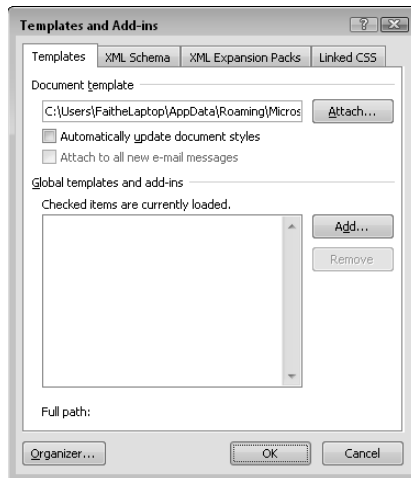 Templates and Add-ins
Templates XML Schema XML Expansion Packs Linked CSS
Document template
C:\Users\FaitheLaptop\AppData\Roaming\Micros Attach...
Automatically update document styles
Attach to all new e-mail messages
Global templates and add-ins
Checked items are currently loaded.
Add...
Remove
Full path:
Organizer... OK Cancel